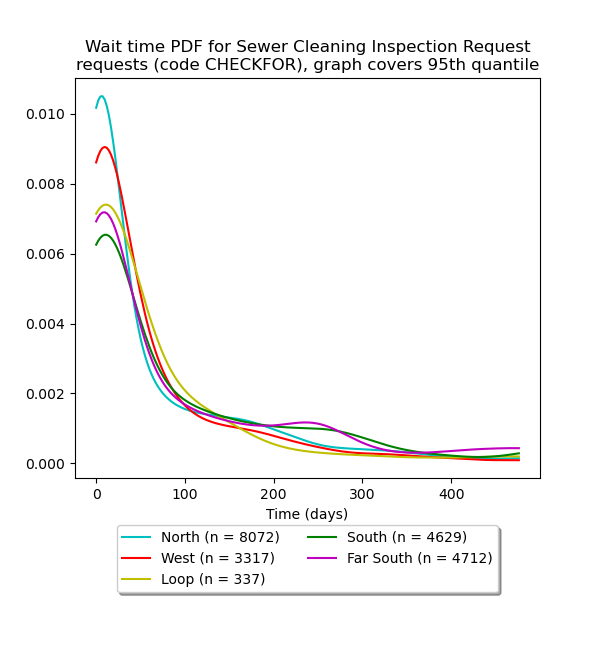 Wait time PDF for Sewer Cleaning Inspection Request
requests (code CHECKFOR), graph covers 95th quantile
0.010
0.008
0.006
0.004
0.002
0.000
0 100 200 300 400
Time (days)
North (n = 8072)
West (n = 3317)
Loop (n = 337)
South (n = 4629)
Far South (n = 4712)